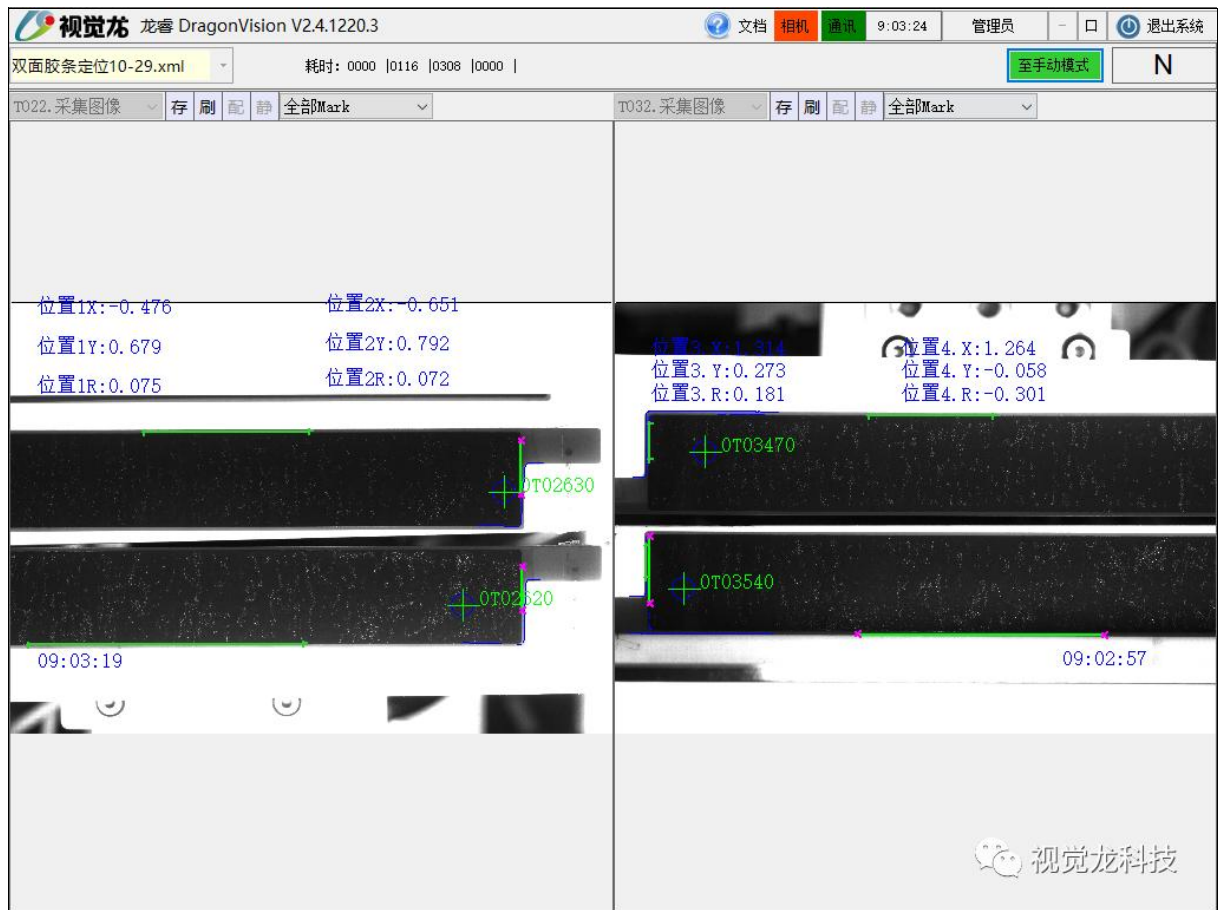 视觉龙 龙睿 DragonVision V2.4.1220.3 文档 相机 通讯 9:03:24 管理员 - 口 退出系统
双面胶条定位10-29.xml 耗时: 0000 |0116 |0308 |0000 | 至手动模式 N
T022.采集图像 存 刷 配 静 全部Mark T032.采集图像 存 刷 配 静 全部Mark
位置1X:-0.476 位置2X:-0.651
位置1Y:0.679 位置2Y:0.792
位置1R:0.075 位置2R:0.072
位置3.X:1.314 位置4.X:1.264
位置3.Y:0.273 位置4.Y:-0.058
位置3.R:0.181 位置4.R:-0.301
0T03470
0T02630
0T03540
0T02620
09:03:19 09:02:57
视觉龙科技